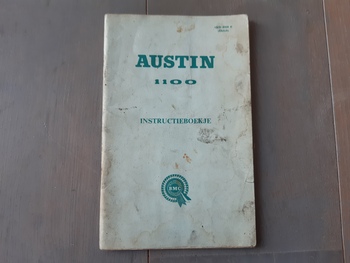 AUSTIN
1100
INSTRUCTIEBOEKJE
BMC